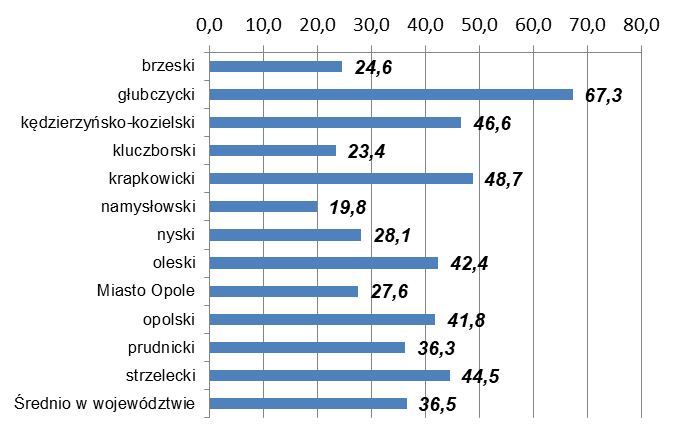 0,0 10,0 20,0 30,0 40,0 50,0 60,0 70,0 80,0
brzeski 24,6
głubczycki 67,3
kędzierzyńsko-kozielski 46,6
kluczborski 23,4
krapkowicki 48,7
namysłowski 19,8
nyski 28,1
oleski 42,4
Miasto Opole 27,6
opolski 41,8
prudnicki 36,3
strzelecki 44,5
Średnio w województwie 36,5